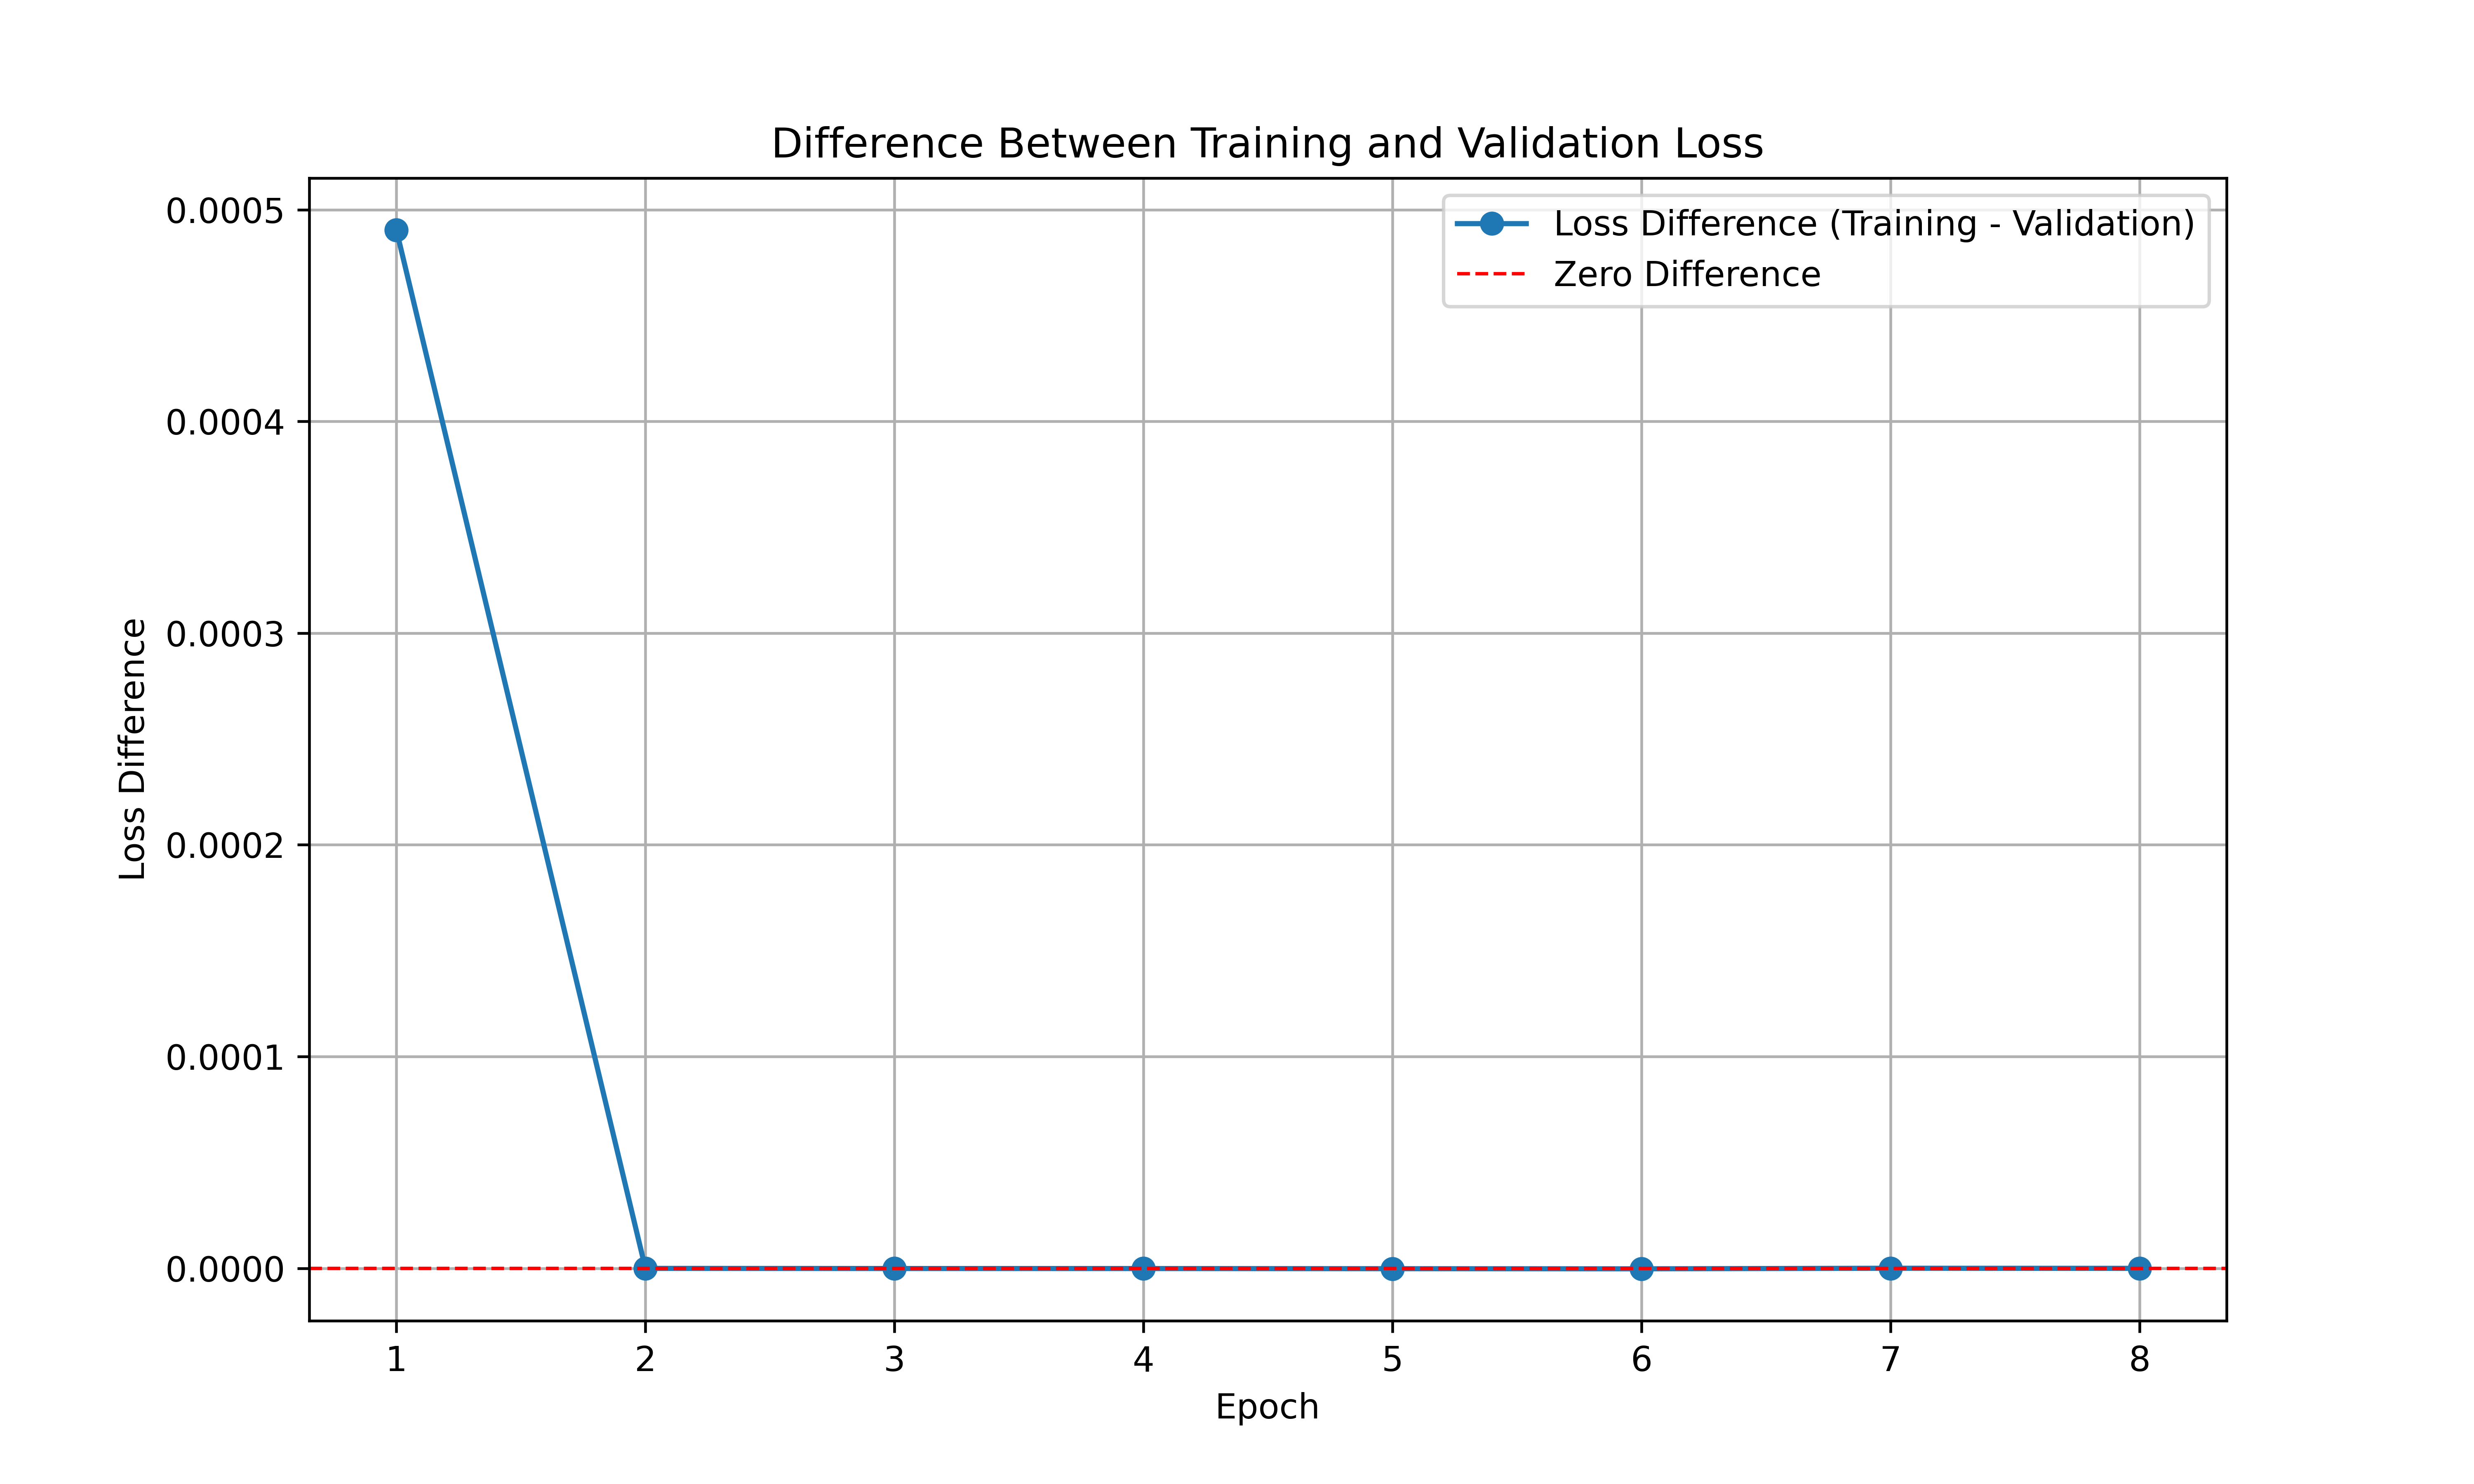 Difference Between Training and Validation Loss
Loss Difference (Training - Validation)
Zero Difference
Loss Difference
0.0005
0.0004
0.0003
0.0002
0.0001
0.0000
1 2 3 4 5 6 7 8
Epoch